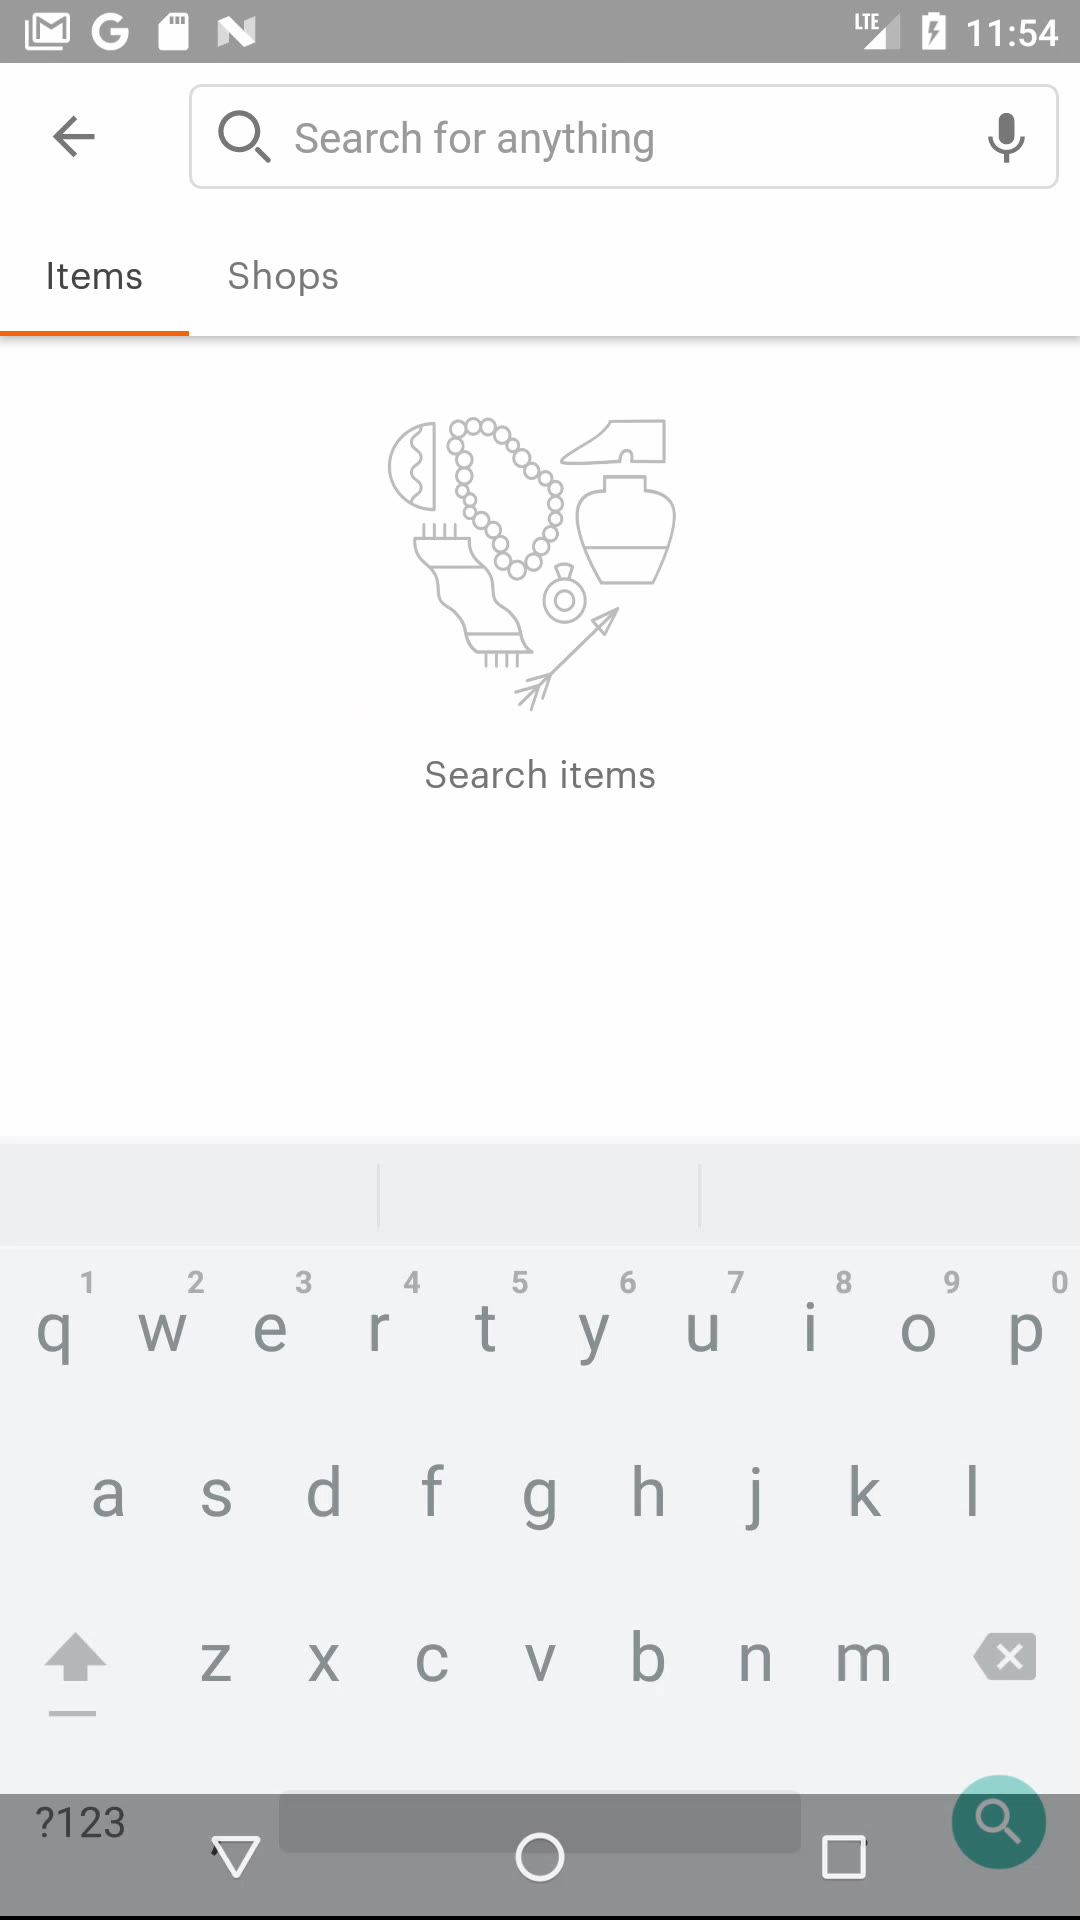 LTE 11:54
Search for anything
Items Shops
Search items
1 2 3 4 5 6 7 8 9 0
q w e r t y u i o p
a s d f g h j k l
z x c v b n m
?123